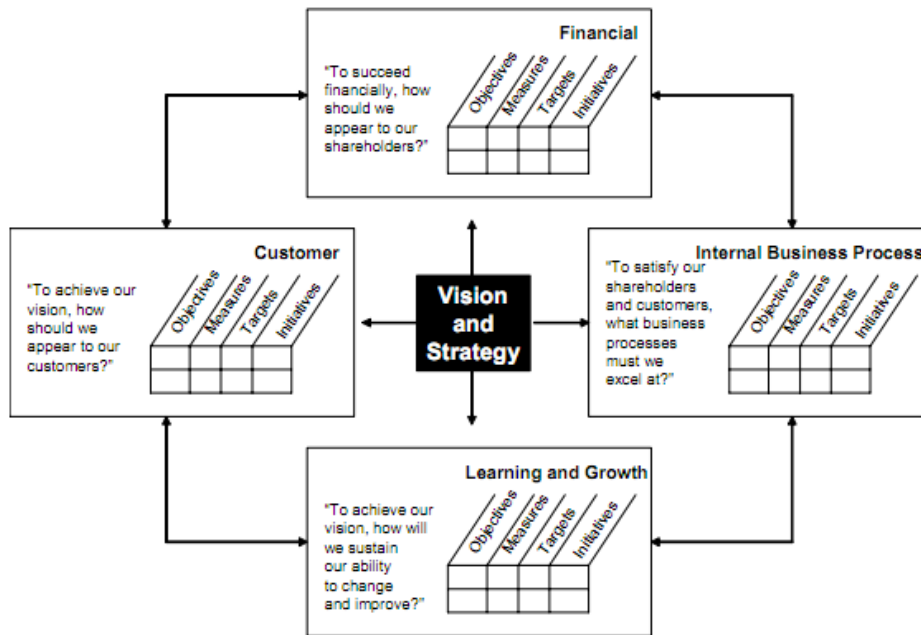 Financial
"To succeed
financially, how
should we
appear to our
shareholders?"
Objectives
Measures
Targets
Initiatives
Customer
"To achieve our
vision, how
should we
appear to our
customers?"
Objectives
Measures
Targets
Initiatives
Vision
and
Strategy
Internal Business Process
"To satisfy our
shareholders
and customers,
what business
processes
must we
excel at?"
Objectives
Measures
Targets
Initiatives
Learning and Growth
"To achieve our
vision, how will
we sustain
our ability
to change
and improve?"
Objectives
Measures
Targets
Initiatives